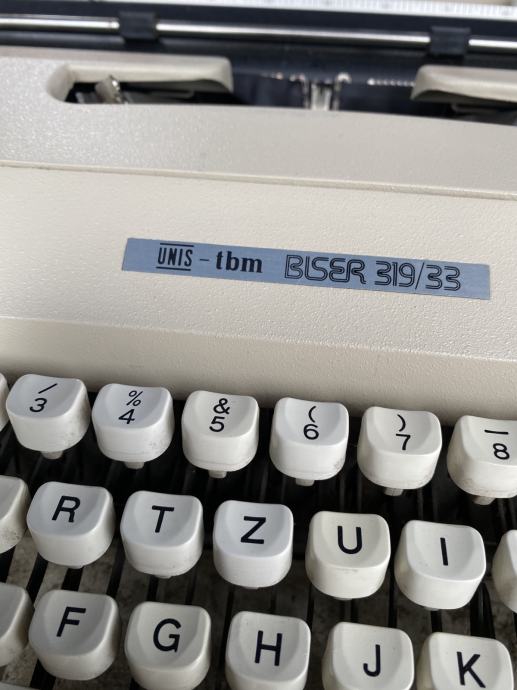 UNIS - tbm BISER 319/33
/ % & ( ) _
3 4 5 6 7 8
R T Z U I
F G H J K